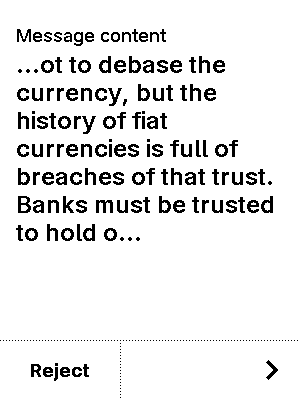 Message content
...ot to debase the
currency, but the
history of fiat
currencies is full of
breaches of that trust.
Banks must be trusted
to hold o...
Reject